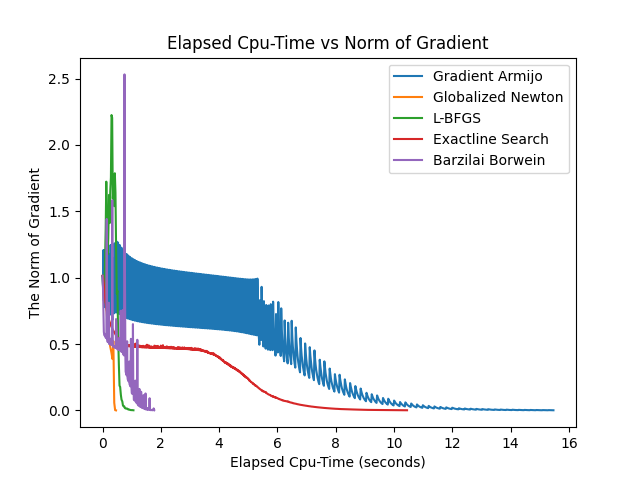 Elapsed Cpu-Time vs Norm of Gradient
Gradient Armijo
Globalized Newton
L-BFGS
Exactline Search
Barzilai Borwein
The Norm of Gradient
2.5
2.0
1.5
1.0
0.5
0.0
0 2 4 6 8 10 12 14 16
Elapsed Cpu-Time (seconds)